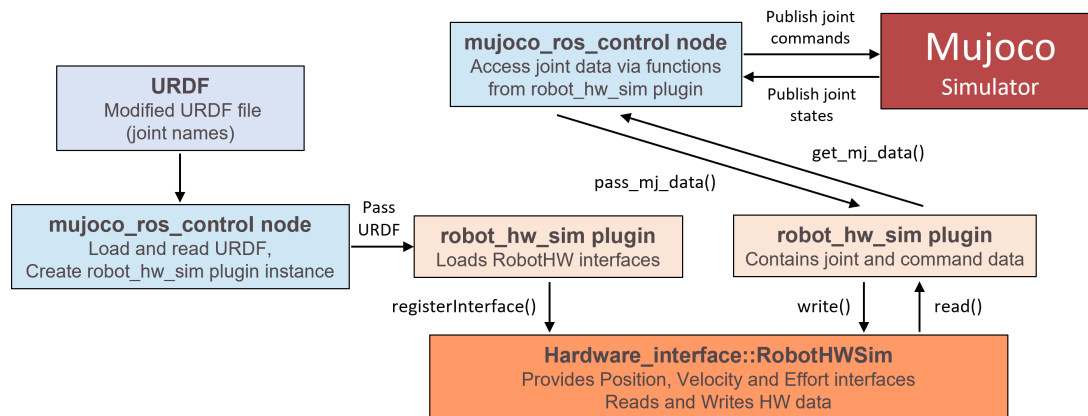 URDF
Modified URDF file
(joint names)
mujoco_ros_control node
Load and read URDF,
Create robot_hw_sim plugin instance
Pass
URDF
robot_hw_sim plugin
Loads RobotHW interfaces
registerInterface()
mujoco_ros_control node
Access joint data via functions
from robot_hw_sim plugin
Publish joint
commands
Publish joint
states
Mujoco
Simulator
pass_mj_data()
get_mj_data()
robot_hw_sim plugin
Contains joint and command data
write()
read()
Hardware_interface::RobotHWSim
Provides Position, Velocity and Effort interfaces
Reads and Writes HW data